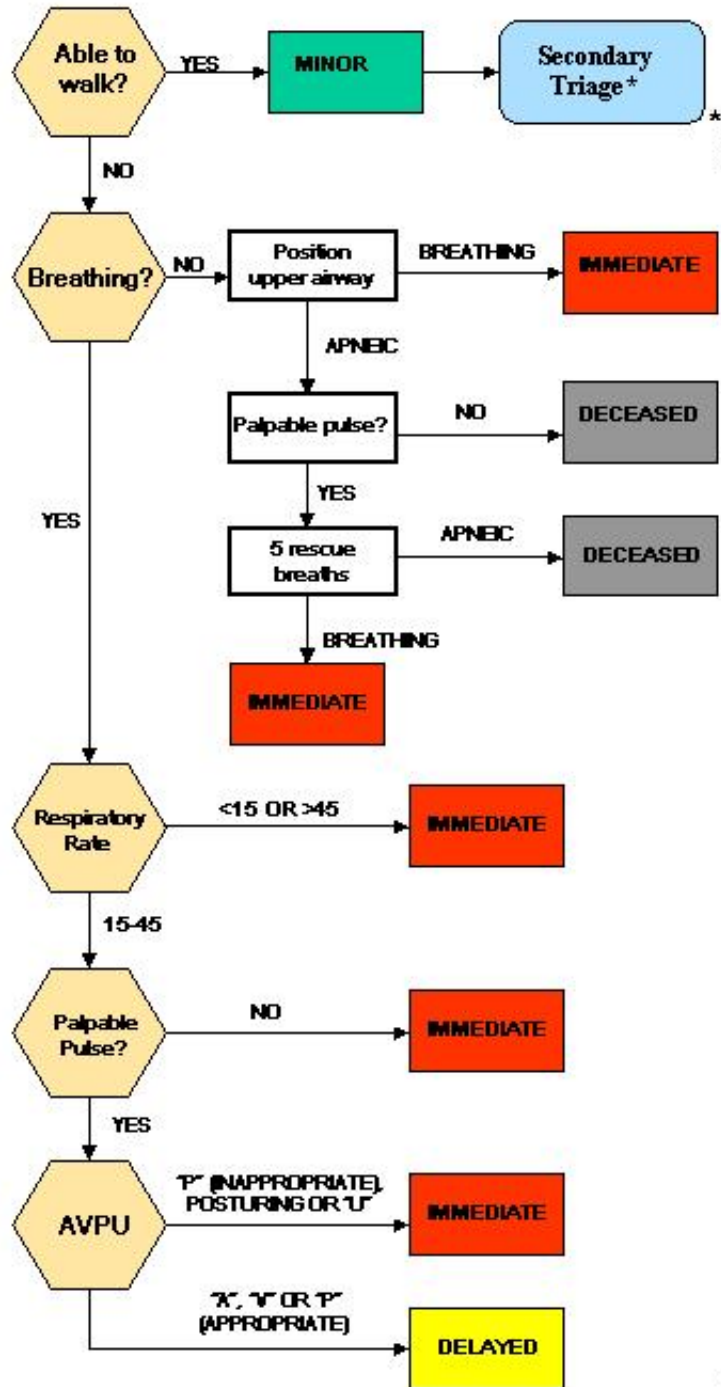 Able to
walk?
YES
MINOR
Secondary
Triage*
*
NO
Breathing?
NO
Position
upper airway
BREATHING
IMMEDIATE
APNEIC
Palpable pulse?
NO
DECEASED
YES
YES
5 rescue
breaths
APNEIC
DECEASED
BREATHING
IMMEDIATE
Respiratory
Rate
<15 OR >45
IMMEDIATE
15-45
Palpable
Pulse?
NO
IMMEDIATE
YES
AVPU
"P" (INAPPROPRIATE),
POSTURING OR "U"
IMMEDIATE
"A", "V" OR "P"
(APPROPRIATE)
DELAYED